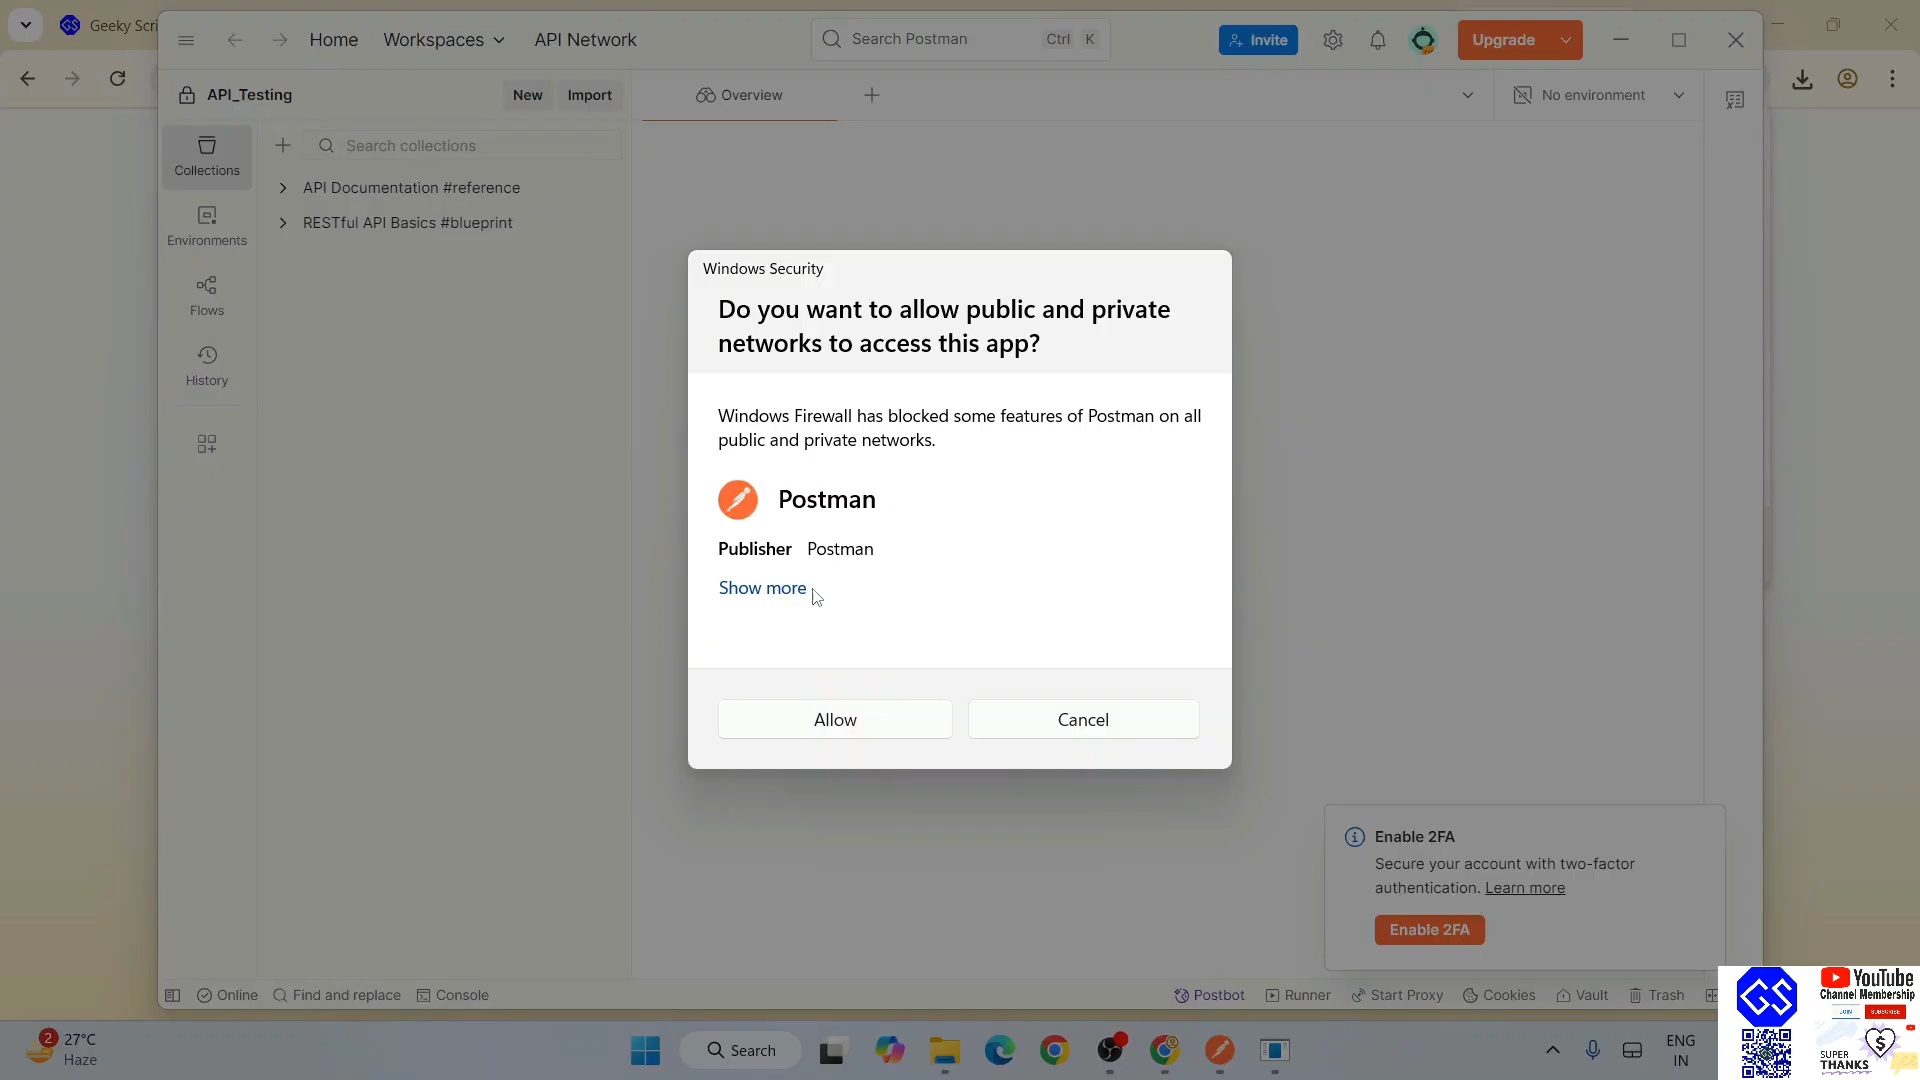 Geeky Scri
Home
Workspaces
API Network
Search Postman
Ctrl K
Invite
Upgrade
API_Testing
New
Import
Overview
No environment
Collections
Search collections
API Documentation #reference
RESTful API Basics #blueprint
Environments
Flows
History
Windows Security
Do you want to allow public and private
networks to access this app?
Windows Firewall has blocked some features of Postman on all
public and private networks.
Postman
Publisher Postman
Show more
Allow
Cancel
Enable 2FA
Secure your account with two-factor
authentication. Learn more
Enable 2FA
Online
Find and replace
Console
Postbot
Runner
Start Proxy
Cookies
Vault
Trash
GS
YouTube
Channel Membership
JOIN
SUBSCRIBE
SUPER
THANKS
$
2
27°C
Haze
Search
ENG
IN